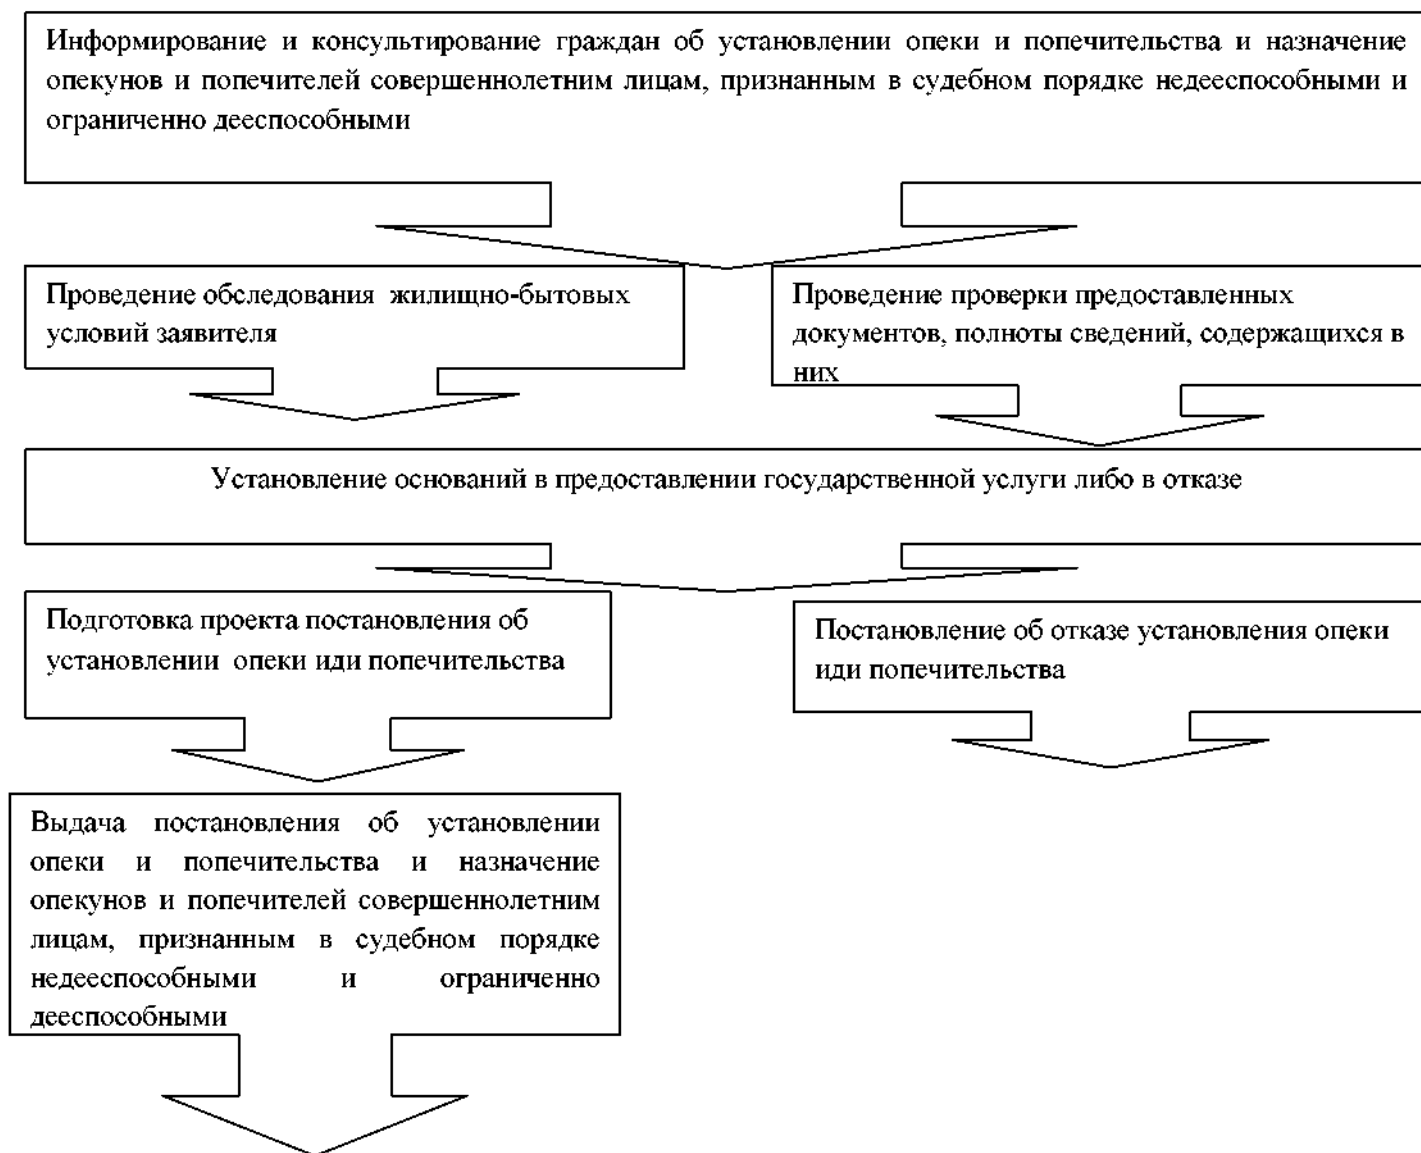 Информирование и консультирование граждан об установлении опеки и попечительства и назначение
опекунов и попечителей совершеннолетним лицам, признанным в судебном порядке недееспособными и
ограниченно дееспособными
Проведение обследования жилищно-бытовых
условий заявителя
Проведение проверки предоставленных
документов, полноты сведений, содержащихся в
них
Установление оснований в предоставлении государственной услуги либо в отказе
Подготовка проекта постановления об
установлении опеки иди попечительства
Постановление об отказе установления опеки
иди попечительства
Выдача постановления об установлении
опеки и попечительства и назначение
опекунов и попечителей совершеннолетним
лицам, признанным в судебном порядке
недееспособными и ограниченно
дееспособными